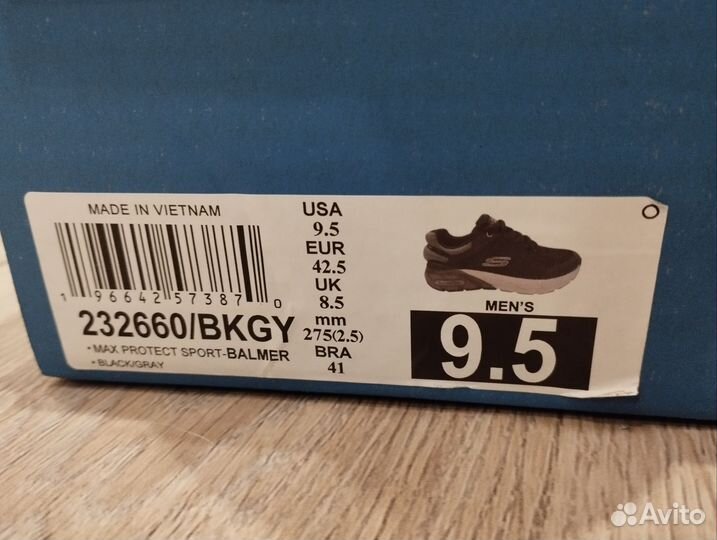 MADE IN VIETNAM
1 96642 57387 0
232660/BKGY
• MAX PROTECT SPORT-BALMER
• BLACK/GRAY
USA
9.5
EUR
42.5
UK
8.5
mm
275(2.5)
BRA
41
MEN'S
9.5
Avito